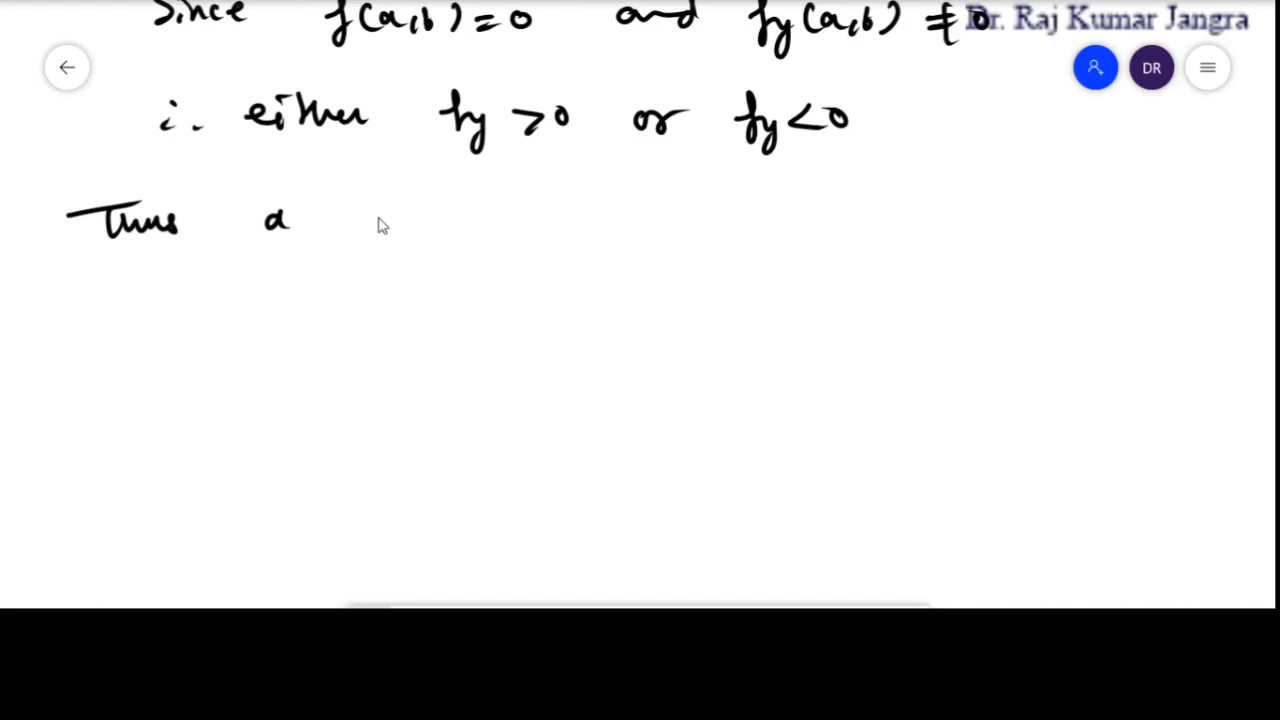 Since f(a,b) = 0 and fy(a,b) ≠ 0
Dr. Raj Kumar Jangra
DR
∴ either fy > 0 or fy < 0
Thus a